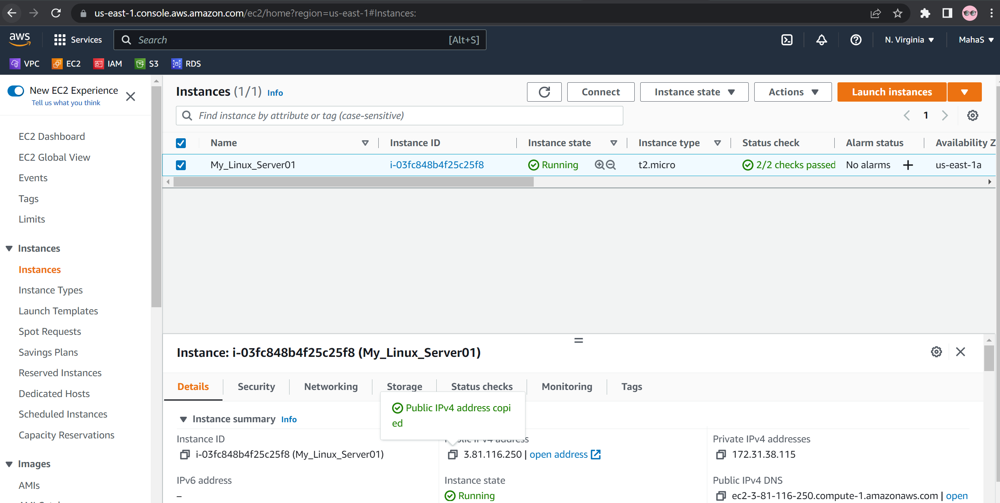 us-east-1.console.aws.amazon.com/ec2/home?region=us-east-1#Instances:
aws
Services
Search
[Alt+S]
N. Virginia
MahaS
VPC
EC2
IAM
S3
RDS
New EC2 Experience
Tell us what you think
EC2 Dashboard
EC2 Global View
Events
Tags
Limits
Instances
Instances
Instance Types
Launch Templates
Spot Requests
Savings Plans
Reserved Instances
Dedicated Hosts
Scheduled Instances
Capacity Reservations
Images
AMIs
Instances (1/1) Info
Connect
Instance state
Actions
Launch instances
Find instance by attribute or tag (case-sensitive)
1
Name
Instance ID
Instance state
Instance type
Status check
Alarm status
Availability Z
My_Linux_Server01
i-03fc848b4f25c25f8
Running
t2.micro
2/2 checks passed
No alarms
us-east-1a
Instance: i-03fc848b4f25c25f8 (My_Linux_Server01)
Details
Security
Networking
Storage
Status checks
Monitoring
Tags
Public IPv4 address copi
ed
Instance summary Info
Instance ID
i-03fc848b4f25c25f8 (My_Linux_Server01)
Public IPv4 address
3.81.116.250 | open address
Private IPv4 addresses
172.31.38.115
IPv6 address
–
Instance state
Running
Public IPv4 DNS
ec2-3-81-116-250.compute-1.amazonaws.com | open